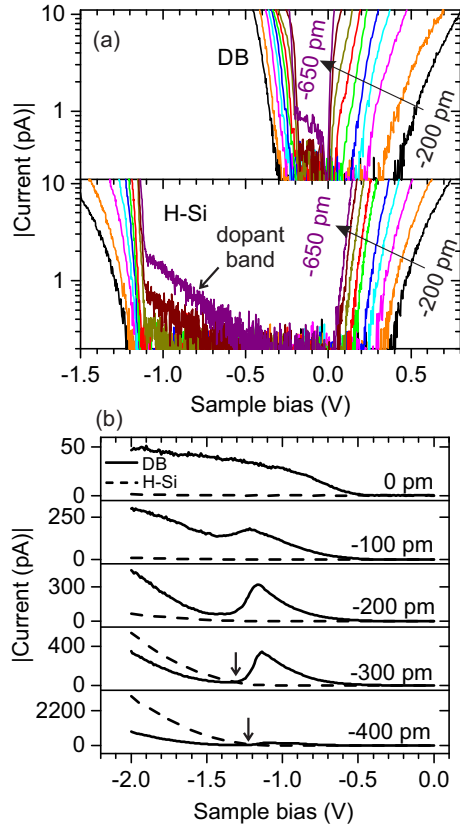 (a)
DB
-650 pm
-200 pm
10
1
|Current (pA)|
H-Si
dopant
band
-650 pm
-200 pm
10
1
-1.5 -1.0 -0.5 0.0 0.5
Sample bias (V)
(b)
|Current (pA)|
50
0
DB
H-Si
0 pm
250
0
-100 pm
300
0
-200 pm
400
0
-300 pm
2200
0
-400 pm
-2.0 -1.5 -1.0 -0.5 0.0
Sample bias (V)